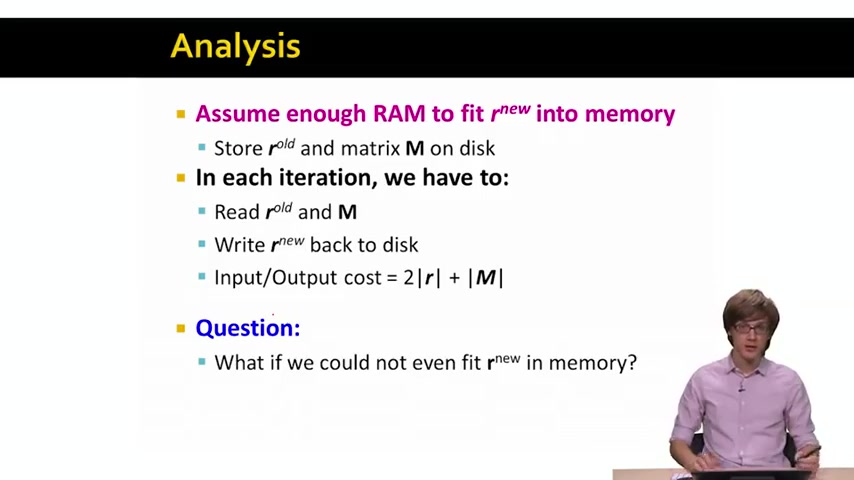 Analysis
Assume enough RAM to fit r^new into memory
Store r^old and matrix M on disk
In each iteration, we have to:
Read r^old and M
Write r^new back to disk
Input/Output cost = 2|r| + |M|
Question:
What if we could not even fit r^new in memory?